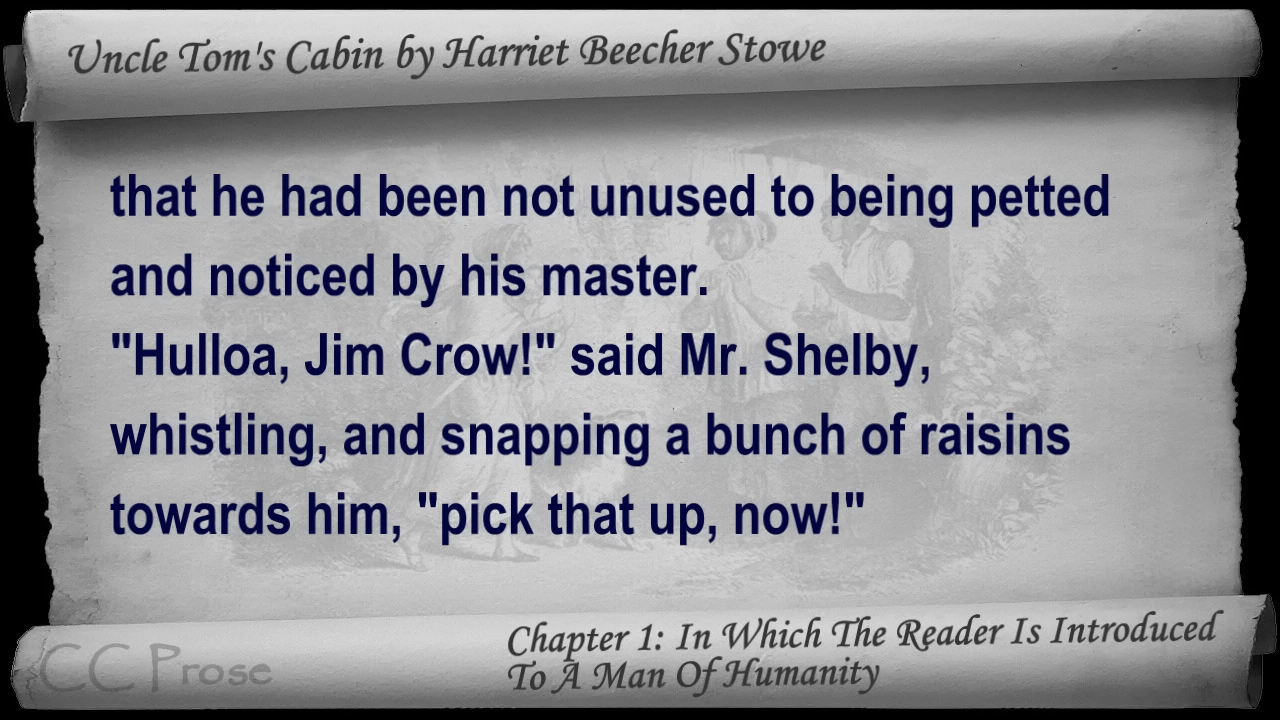 Uncle Tom's Cabin by Harriet Beecher Stowe
that he had been not unused to being petted
and noticed by his master.
"Hulloa, Jim Crow!" said Mr. Shelby,
whistling, and snapping a bunch of raisins
towards him, "pick that up, now!"
CC Prose
Chapter 1: In Which The Reader Is Introduced
To A Man Of Humanity